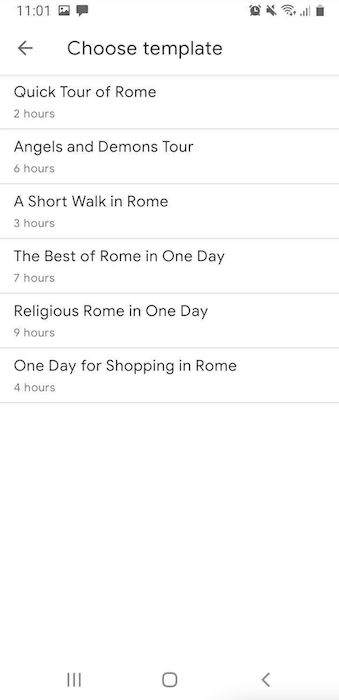 11:01
Choose template
Quick Tour of Rome
2 hours
Angels and Demons Tour
6 hours
A Short Walk in Rome
3 hours
The Best of Rome in One Day
7 hours
Religious Rome in One Day
9 hours
One Day for Shopping in Rome
4 hours